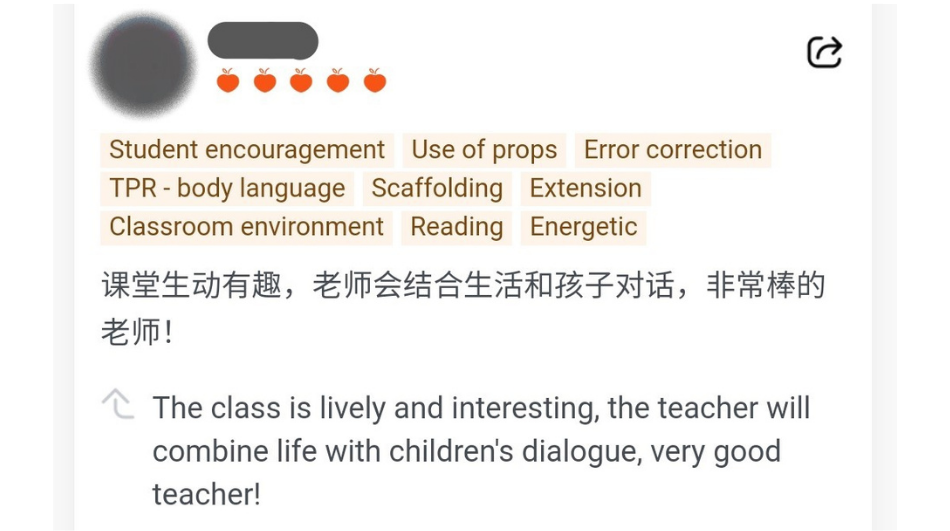 Student encouragement Use of props Error correction
TPR - body language Scaffolding Extension
Classroom environment Reading Energetic
课堂生动有趣，老师会结合生活和孩子对话，非常棒的
老师！
The class is lively and interesting, the teacher will
combine life with children's dialogue, very good
teacher!